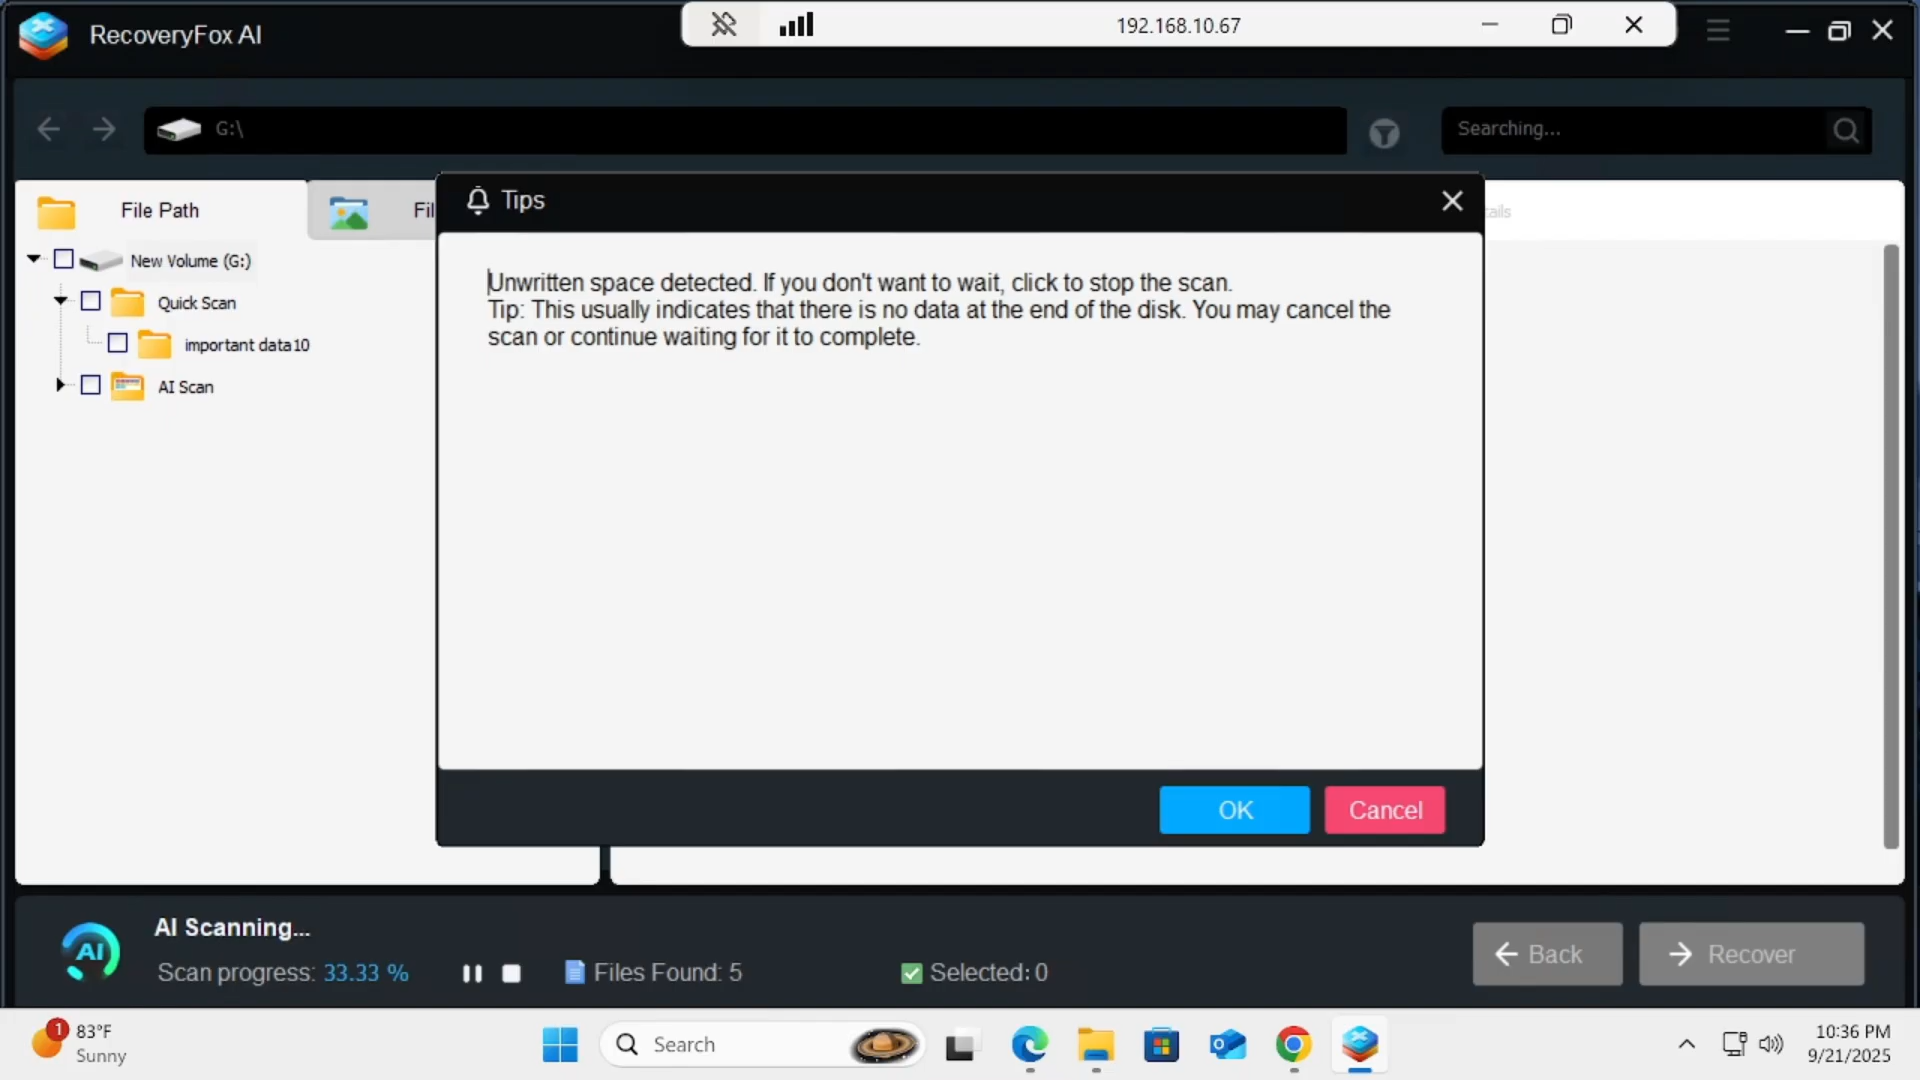 RecoveryFox AI
192.168.10.67
G:\
Searching...
File Path
Fil
tails
New Volume (G:)
Quick Scan
important data10
AI Scan
Tips
Unwritten space detected. If you don't want to wait, click to stop the scan.
Tip: This usually indicates that there is no data at the end of the disk. You may cancel the
scan or continue waiting for it to complete.
OK
Cancel
AI
AI Scanning...
Scan progress: 33.33 %
Files Found: 5
Selected: 0
Back
Recover
1
83°F
Sunny
Search
10:36 PM
9/21/2025